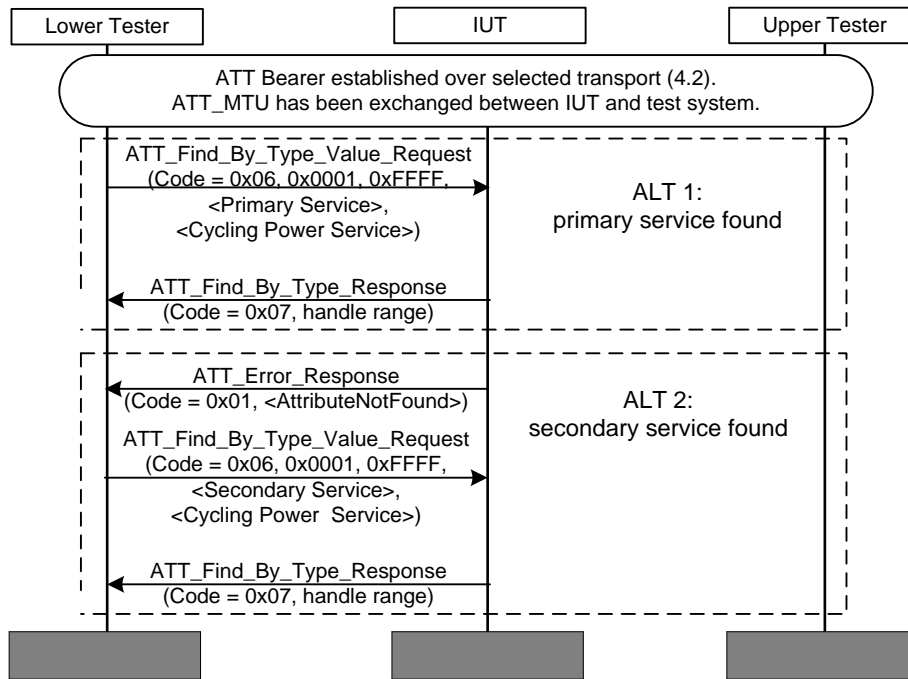 Lower Tester
IUT
Upper Tester
ATT Bearer established over selected transport (4.2).
ATT_MTU has been exchanged between IUT and test system.
ATT_Find_By_Type_Value_Request
(Code = 0x06, 0x0001, 0xFFFF,
<Primary Service>,
<Cycling Power Service>)
ALT 1:
primary service found
ATT_Find_By_Type_Response
(Code = 0x07, handle range)
ATT_Error_Response
(Code = 0x01, <AttributeNotFound>)
ALT 2:
secondary service found
ATT_Find_By_Type_Value_Request
(Code = 0x06, 0x0001, 0xFFFF,
<Secondary Service>,
<Cycling Power  Service>)
ATT_Find_By_Type_Response
(Code = 0x07, handle range)